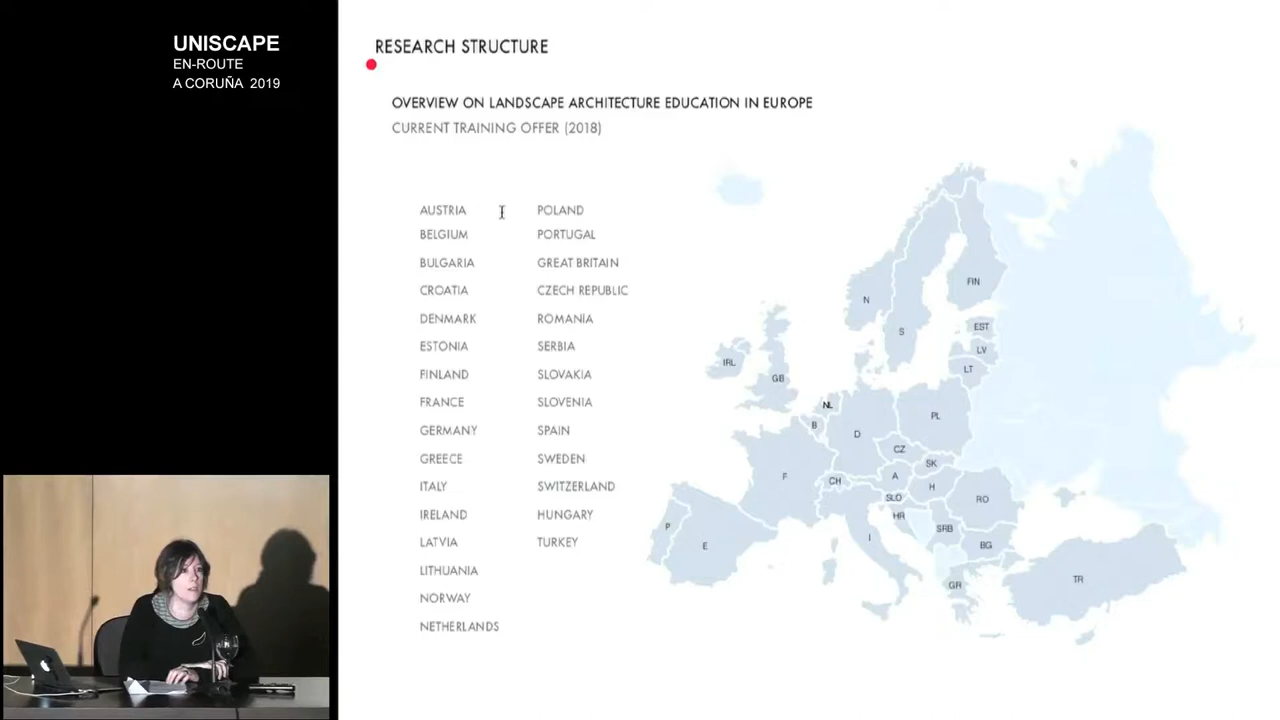 UNISCAPE
EN-ROUTE
A CORUÑA 2019
RESEARCH STRUCTURE
OVERVIEW ON LANDSCAPE ARCHITECTURE EDUCATION IN EUROPE
CURRENT TRAINING OFFER (2018)
AUSTRIA
BELGIUM
BULGARIA
CROATIA
DENMARK
ESTONIA
FINLAND
FRANCE
GERMANY
GREECE
ITALY
IRELAND
LATVIA
LITHUANIA
NORWAY
NETHERLANDS
POLAND
PORTUGAL
GREAT BRITAIN
CZECH REPUBLIC
ROMANIA
SERBIA
SLOVAKIA
SLOVENIA
SPAIN
SWEDEN
SWITZERLAND
HUNGARY
TURKEY
FIN
N
S
EST
LV
LT
IRL
GB
NL
B
D
PL
CZ
SK
F
CH
A
H
SLO
RO
HR
SRB
P
E
I
BG
GR
TR